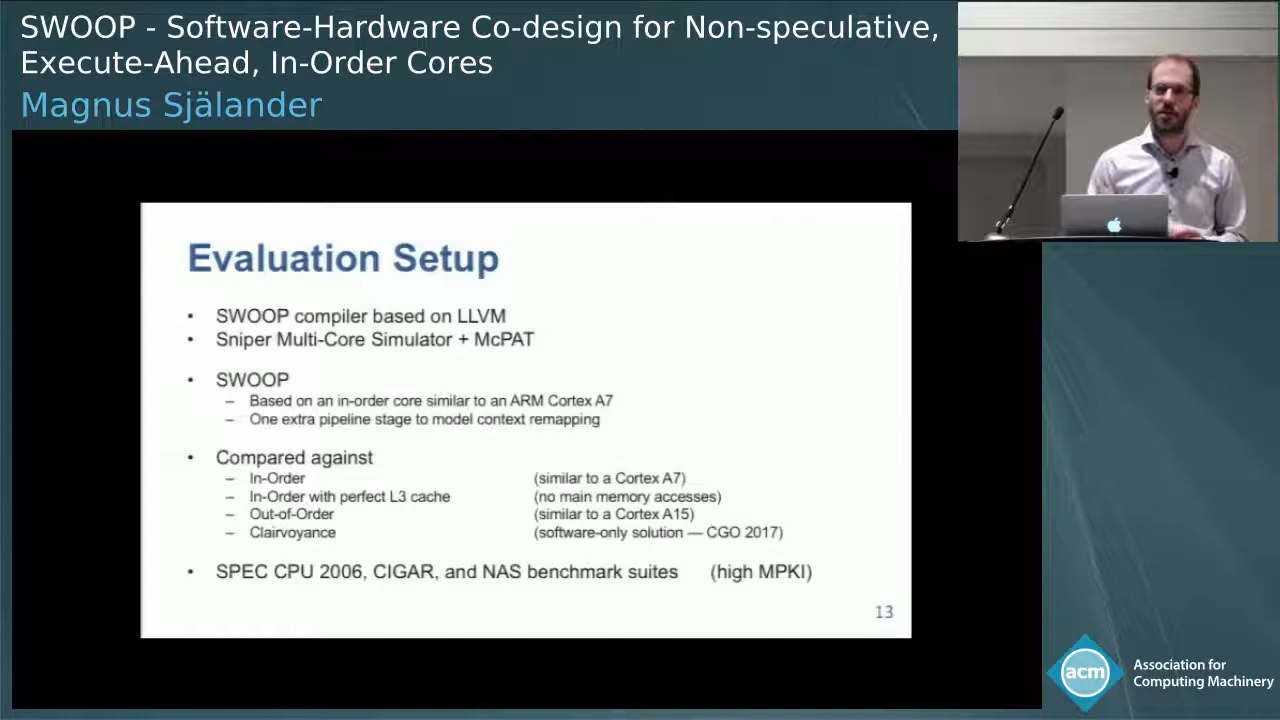 SWOOP - Software-Hardware Co-design for Non-speculative,
Execute-Ahead, In-Order Cores
Magnus Själander
Evaluation Setup
• SWOOP compiler based on LLVM
• Sniper Multi-Core Simulator + McPAT
• SWOOP
– Based on an in-order core similar to an ARM Cortex A7
– One extra pipeline stage to model context remapping
• Compared against
– In-Order (similar to a Cortex A7)
– In-Order with perfect L3 cache (no main memory accesses)
– Out-of-Order (similar to a Cortex A15)
– Clairvoyance (software-only solution — CGO 2017)
• SPEC CPU 2006, CIGAR, and NAS benchmark suites (high MPKI)
13
acm
Association for
Computing Machinery